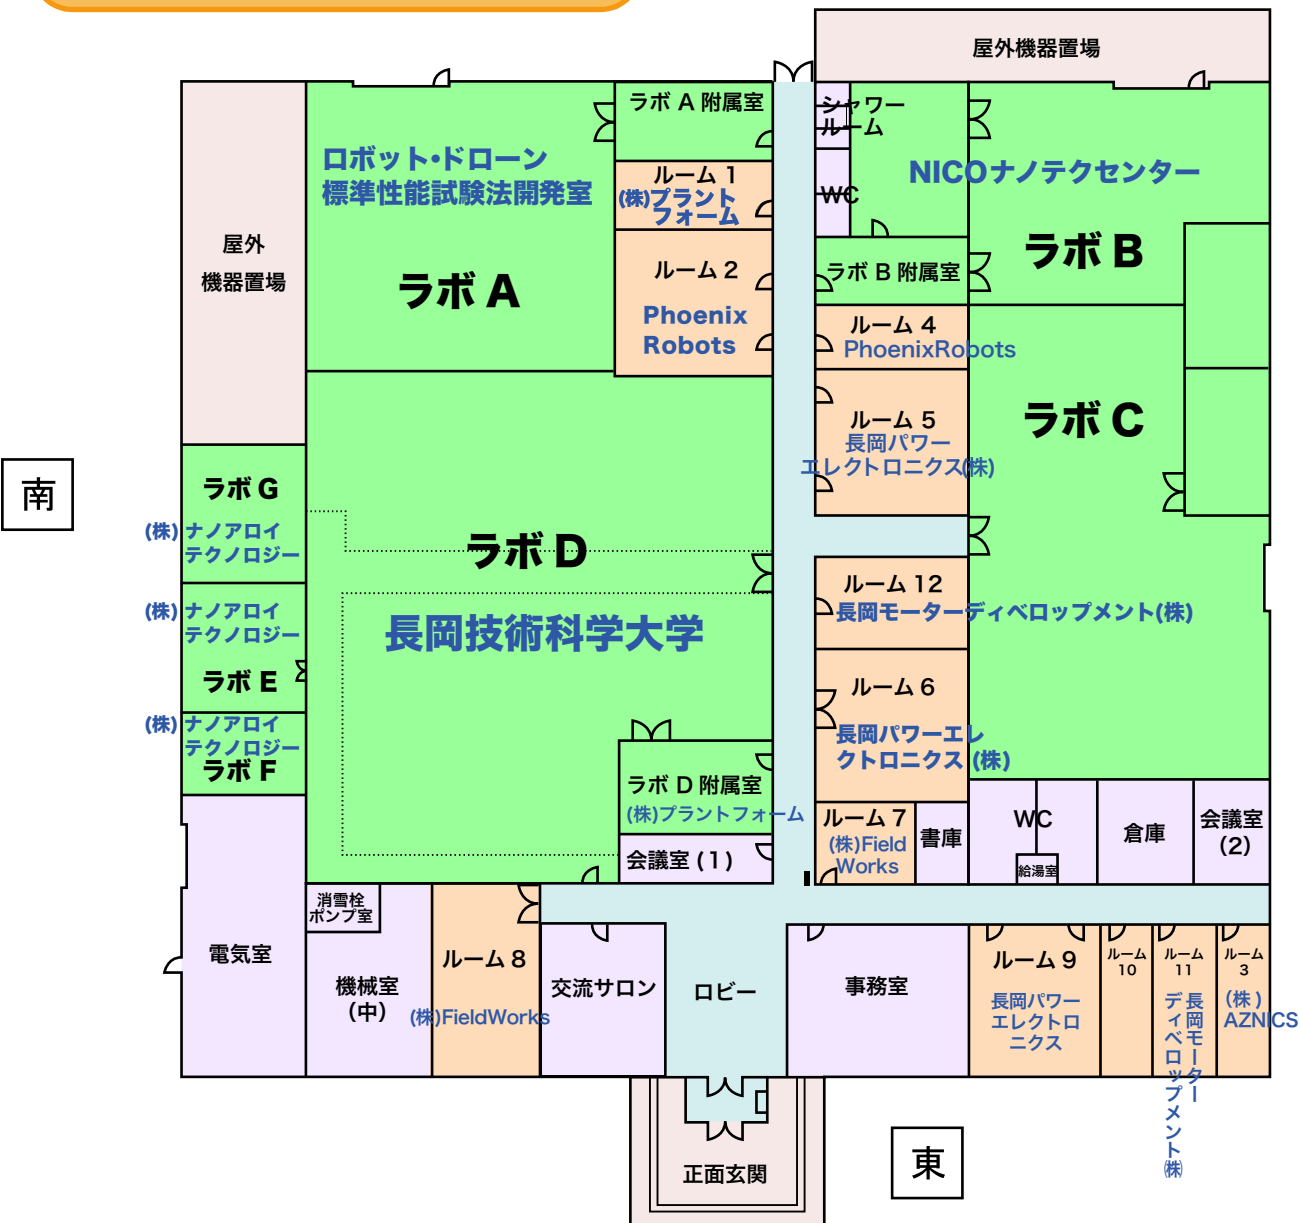 屋外機器置場
ラボ A 附属室
シャワー
ルーム
ロボット・ドローン
標準性能試験法開発室
ルーム 1
(株)プラント
フォーム
NICOナノテクセンター
WC
屋外
機器置場
ラボ A
ルーム 2
Phoenix
Robots
ラボ B 附属室
ラボ B
ルーム 4
PhoenixRobots
ラボ C
ルーム 5
長岡パワー
エレクトロニクス(株)
南
ラボ G
(株) ナノアロイ
テクノロジー
ラボ D
長岡技術科学大学
ルーム 12
長岡モーターディベロップメント(株)
(株) ナノアロイ
テクノロジー
ラボ E
ルーム 6
長岡パワーエレ
クトロニクス (株)
(株) ナノアロイ
テクノロジー
ラボ F
ラボ D 附属室
(株)プラントフォーム
会議室 (1)
ルーム 7
(株)Field
Works
書庫
WC
給湯室
倉庫
会議室
(2)
消雪栓
ポンプ室
電気室
機械室
(中)
ルーム 8
(株)FieldWorks
交流サロン
ロビー
事務室
ルーム 9
長岡パワー
エレクトロ
ニクス
ルーム
10
ルーム
11
長岡モーター
ディベロップメント㈱
ルーム
3
(株)
AZNICS
正面玄関
東